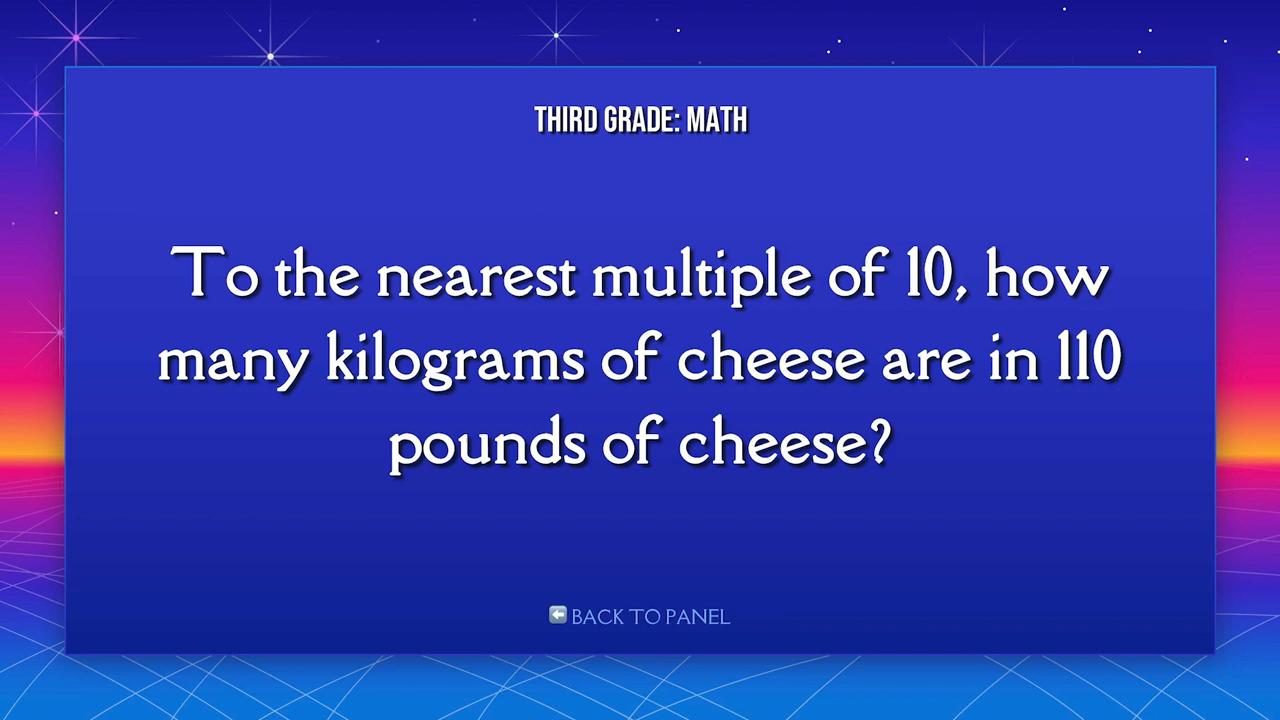 THIRD GRADE: MATH
To the nearest multiple of 10, how
many kilograms of cheese are in 110
pounds of cheese?
BACK TO PANEL